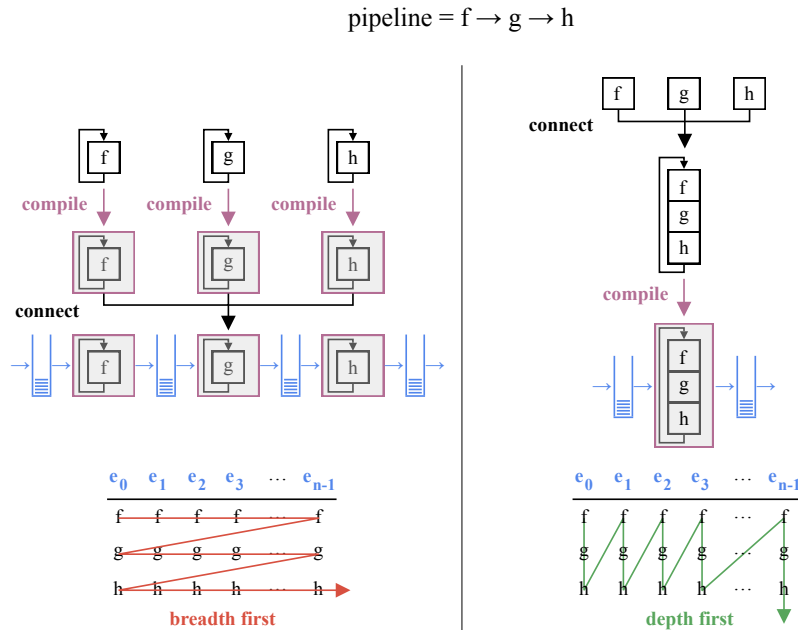 pipeline = f → g → h
f g h
compile compile compile
f g h
connect
f g h
e0 e1 e2 e3 ... en-1
f f f f ... f
g g g g ... g
h h h h ... h
breadth first
f g h
connect
f
g
h
compile
f
g
h
e0 e1 e2 e3 ... en-1
f f f f ... f
g g g g ... g
h h h h ... h
depth first